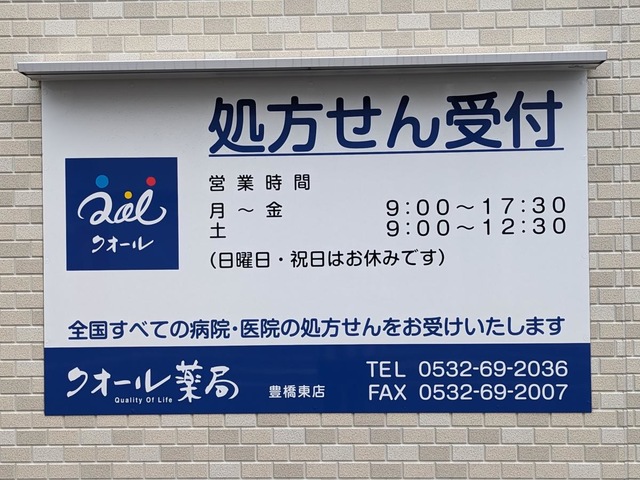 処方せん受付
営業時間
月～金 9:00～17:30
土 9:00～12:30
(日曜日・祝日はお休みです)
Qol
クオール
全国すべての病院・医院の処方せんをお受けいたします
クオール薬局 豊橋東店
Quality Of Life
TEL 0532-69-2036
FAX 0532-69-2007